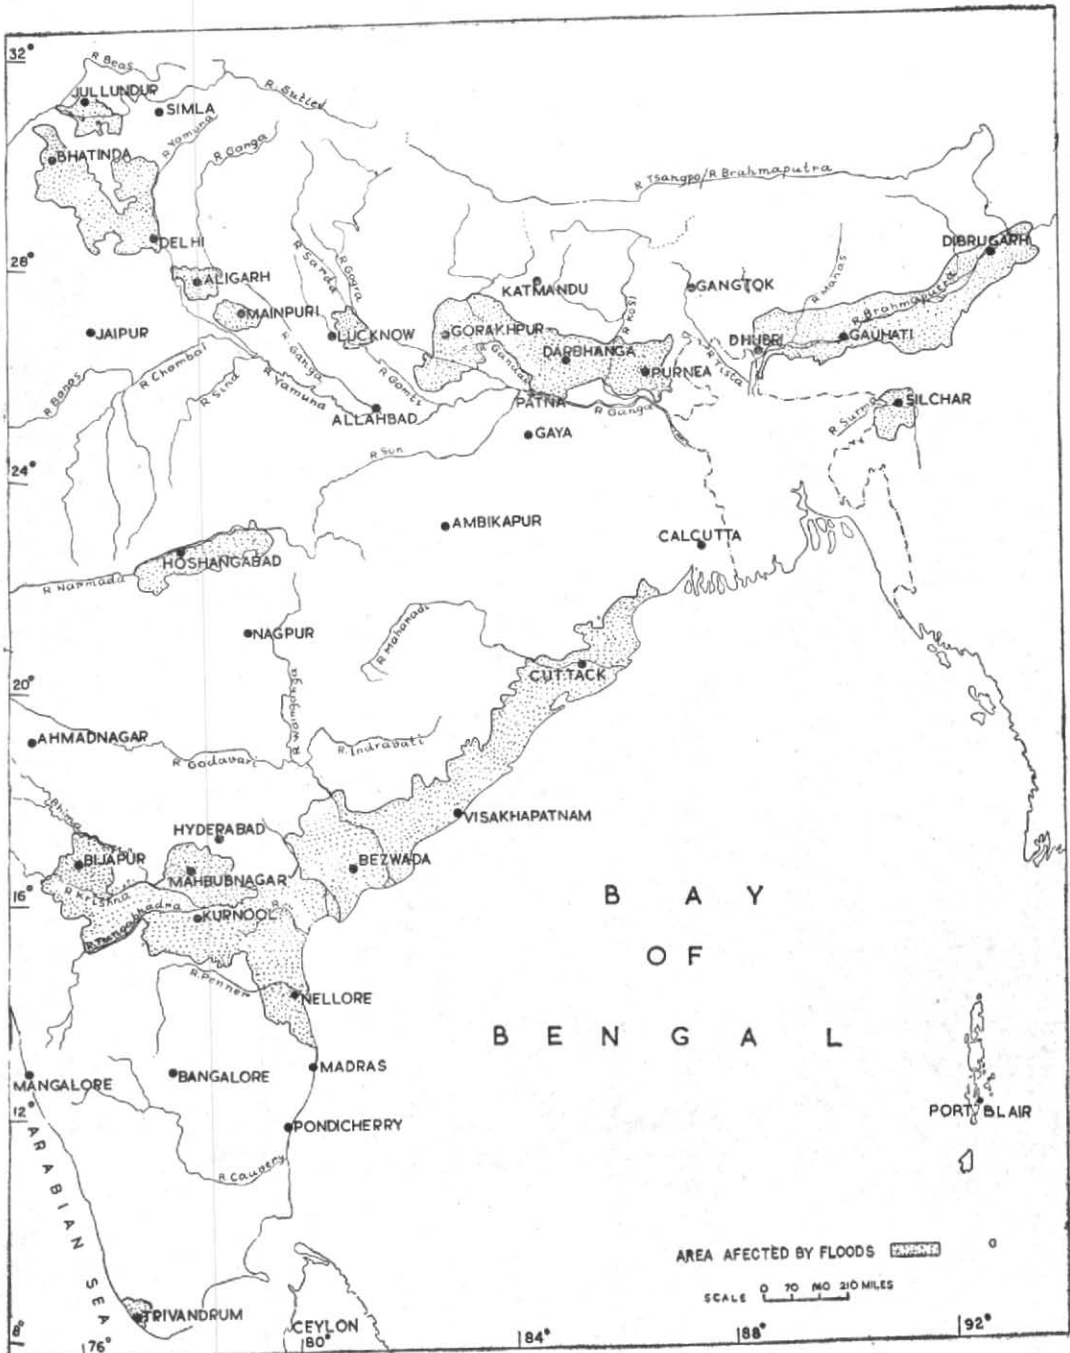 32°
R Beas
JULLUNDUR
R. Sutlej
SIMLA
R Yamuna
R Ganga
BHATINDA
R Tsangpo/R Brahmaputra
DELHI
DIBRUGARH
28°
ALIGARH
R Sarda
R Gogra
KATMANDU
R KOSI
GANGTOK
R Manas
R Brahmaputra
MAINPURI
JAIPUR
LUCKNOW
GORAKHPUR
R Gandak
DARBHANGA
DHUBRI
GAUHATI
R Chambal
R. Ganga
PURNEA
R Tista
R Banas
R Sind
R Yamuna
R Gomti
PATNA
R Ganga
SILCHAR
ALLAHBAD
R Surma
GAYA
R Sun
24°
AMBIKAPUR
CALCUTTA
HOSHANGABAD
R Narmada
NAGPUR
R Mahanadi
CUTTACK
20°
R Wainganga
AHMADNAGAR
R. Indravati
R Godavari
Bhima
VISAKHAPATNAM
HYDERABAD
BIJAPUR
BEZWADA
MAHBUBNAGAR
16°
R Krishna
R
KURNOOL
R. Tungabhadra
BAY
OF
BENGAL
R. Penner
NELLORE
MADRAS
MANGALORE
BANGALORE
12°
PONDICHERRY
PORT BLAIR
ARABIAN SEA
R Cauvery
AREA AFECTED BY FLOODS
SCALE 0 70 140 210 MILES
TRIVANDRUM
CEYLON
8°
76°
80°
84°
88°
92°